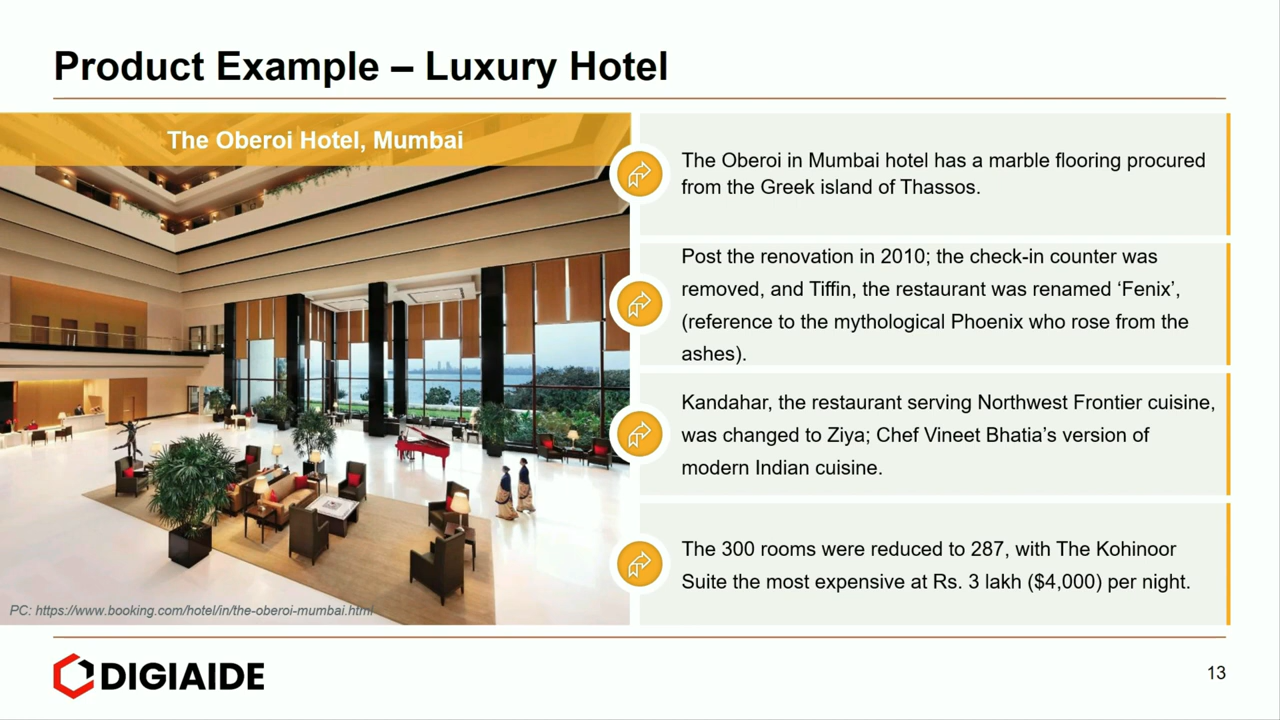 Product Example – Luxury Hotel
The Oberoi Hotel, Mumbai
The Oberoi in Mumbai hotel has a marble flooring procured
from the Greek island of Thassos.
Post the renovation in 2010; the check-in counter was
removed, and Tiffin, the restaurant was renamed ‘Fenix’,
(reference to the mythological Phoenix who rose from the
ashes).
Kandahar, the restaurant serving Northwest Frontier cuisine,
was changed to Ziya; Chef Vineet Bhatia’s version of
modern Indian cuisine.
The 300 rooms were reduced to 287, with The Kohinoor
Suite the most expensive at Rs. 3 lakh ($4,000) per night.
PC: https://www.booking.com/hotel/in/the-oberoi-mumbai.html
DIGIAIDE
13